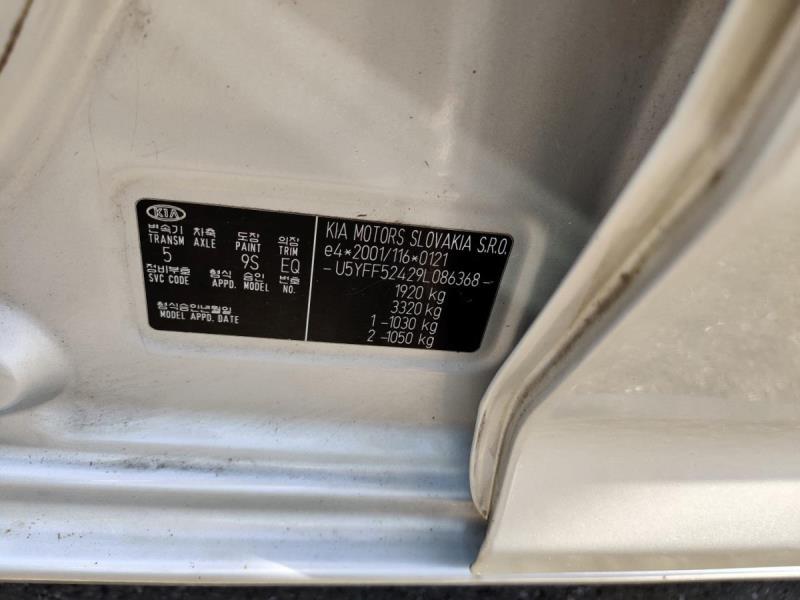 KIA
변속기 차축 도장 의장
TRANSM AXLE PAINT TRIM
5 9S EQ
정비부호 형식 승인 번호
SVC CODE APPD. MODEL NO.
형식승인년월일
MODEL APPD. DATE
KIA MOTORS SLOVAKIA S.R.O.
e4*2001/116*0121
-U5YFF52429L086368-
1920 kg
3320 kg
1 -1030 kg
2 -1050 kg